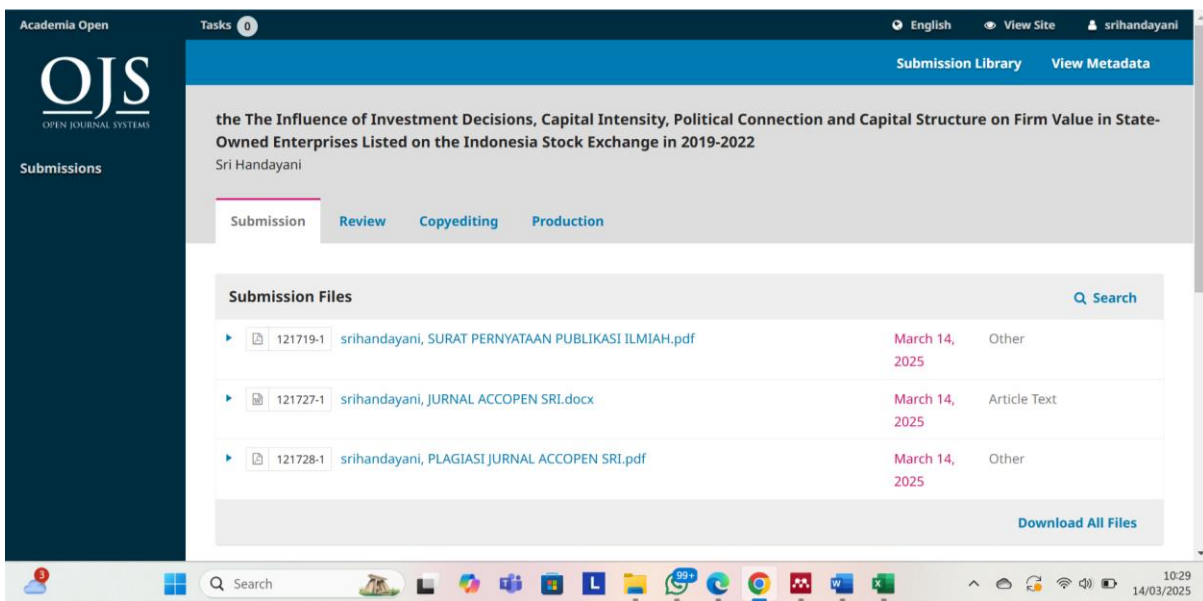 Academia Open
Tasks 0
English
View Site
srihandayani
OJS
OPEN JOURNAL SYSTEMS
Submissions
Submission Library
View Metadata
the The Influence of Investment Decisions, Capital Intensity, Political Connection and Capital Structure on Firm Value in State-
Owned Enterprises Listed on the Indonesia Stock Exchange in 2019-2022
Sri Handayani
Submission
Review
Copyediting
Production
Submission Files
Search
121719-1 srihandayani, SURAT PERNYATAAN PUBLIKASI ILMIAH.pdf
March 14,
2025
Other
121727-1 srihandayani, JURNAL ACCOPEN SRI.docx
March 14,
2025
Article Text
121728-1 srihandayani, PLAGIASI JURNAL ACCOPEN SRI.pdf
March 14,
2025
Other
Download All Files
3
Search
L
99+
W
X
10:29
14/03/2025